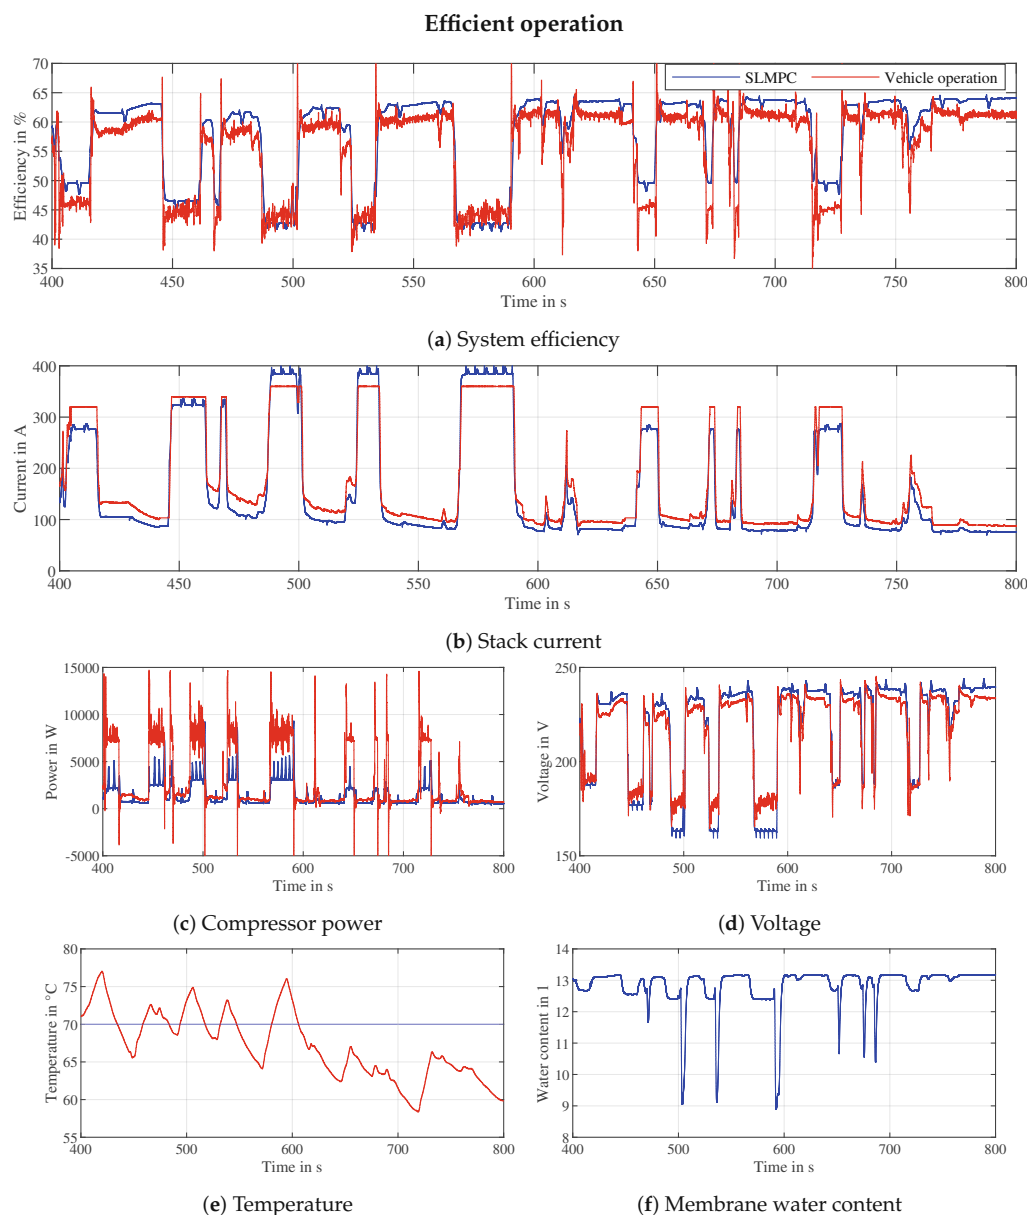 Efficient operation
70
65
60
55
50
45
40
35
Efficiency in %
SLMPC
Vehicle operation
400 450 500 550 600 650 700 750 800
Time in s
(a) System efficiency
400
300
200
100
0
Current in A
400 450 500 550 600 650 700 750 800
Time in s
(b) Stack current
15000
10000
5000
0
-5000
Power in W
400 500 600 700 800
Time in s
(c) Compressor power
250
200
150
Voltage in V
400 500 600 700 800
Time in s
(d) Voltage
80
75
70
65
60
55
Temperature in °C
400 500 600 700 800
Time in s
(e) Temperature
14
13
12
11
10
9
8
Water content in 1
400 500 600 700 800
Time in s
(f) Membrane water content